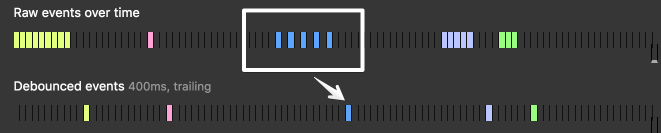 Raw events over time
Debounced events 400ms, trailing